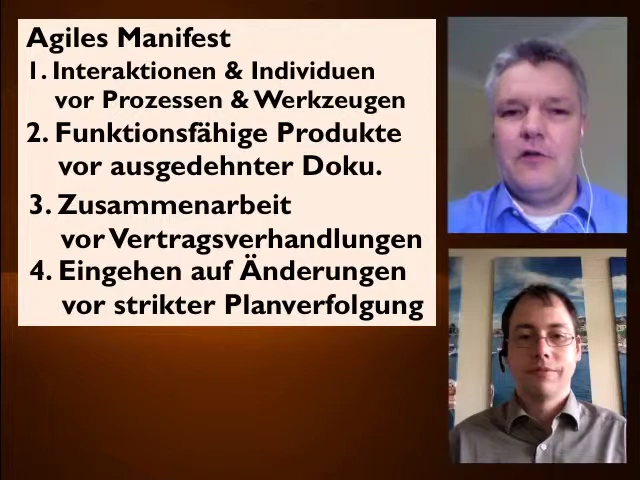 Agiles Manifest
1. Interaktionen & Individuen
vor Prozessen & Werkzeugen
2. Funktionsfähige Produkte
vor ausgedehnter Doku.
3. Zusammenarbeit
vor Vertragsverhandlungen
4. Eingehen auf Änderungen
vor strikter Planverfolgung